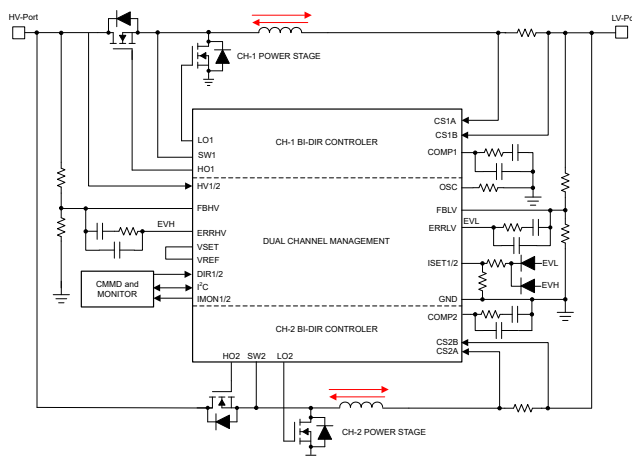 HV-Port
LV-Po
CH-1 POWER STAGE
CS1A
CS1B
LO1
CH-1 BI-DIR CONTROLER
COMP1
SW1
HO1
HV1/2
OSC
FBHV
FBLV
EVH
ERRHV
EVL
ERRLV
VSET
DUAL CHANNEL MANAGEMENT
VREF
ISET1/2
EVL
CMMD and
MONITOR
DIR1/2
I²C
EVH
IMON1/2
GND
COMP2
CH-2 BI-DIR CONTROLER
CS2B
CS2A
HO2
SW2
LO2
CH-2 POWER STAGE